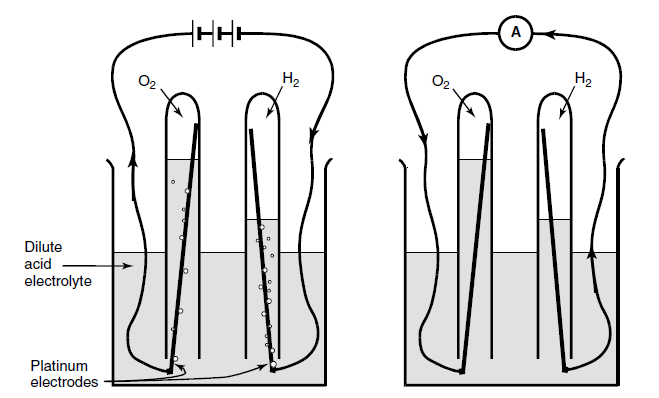 A
O₂
H₂
O₂
H₂
Dilute
acid
electrolyte
Platinum
electrodes